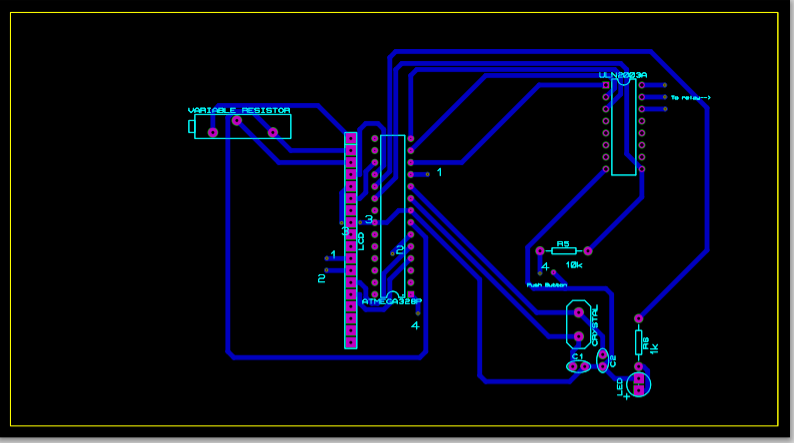 ULN2003A
To relay-->
VARIABLE RESISTOR
1
3
3
LCD
2
1
2
R5
4
10k
Push Button
ATMEGA328P
4
CRYSTAL
R6
1k
C1
C2
LED
+